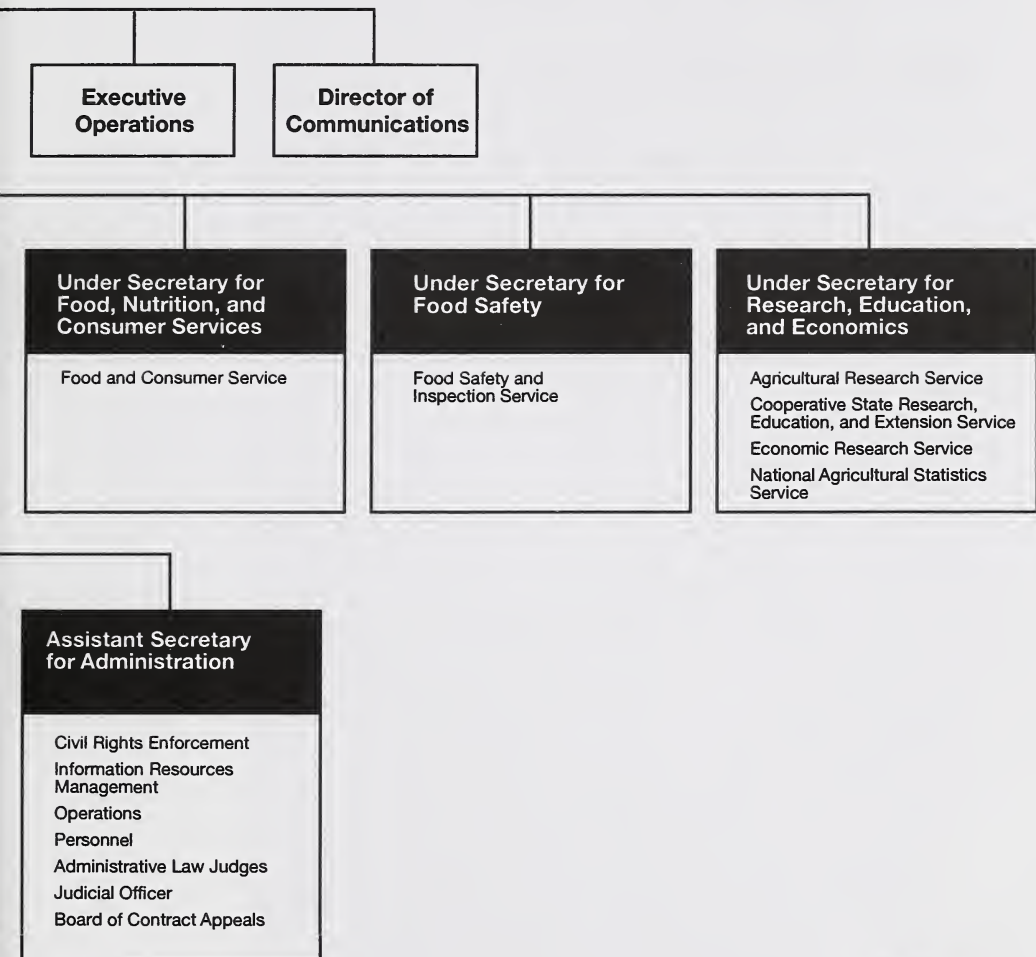 Executive
Operations
Director of
Communications
Under Secretary for
Food, Nutrition, and
Consumer Services
Food and Consumer Service
Under Secretary for
Food Safety
Food Safety and
Inspection Service
Under Secretary for
Research, Education,
and Economics
Agricultural Research Service
Cooperative State Research,
Education, and Extension Service
Economic Research Service
National Agricultural Statistics
Service
Assistant Secretary
for Administration
Civil Rights Enforcement
Information Resources
Management
Operations
Personnel
Administrative Law Judges
Judicial Officer
Board of Contract Appeals